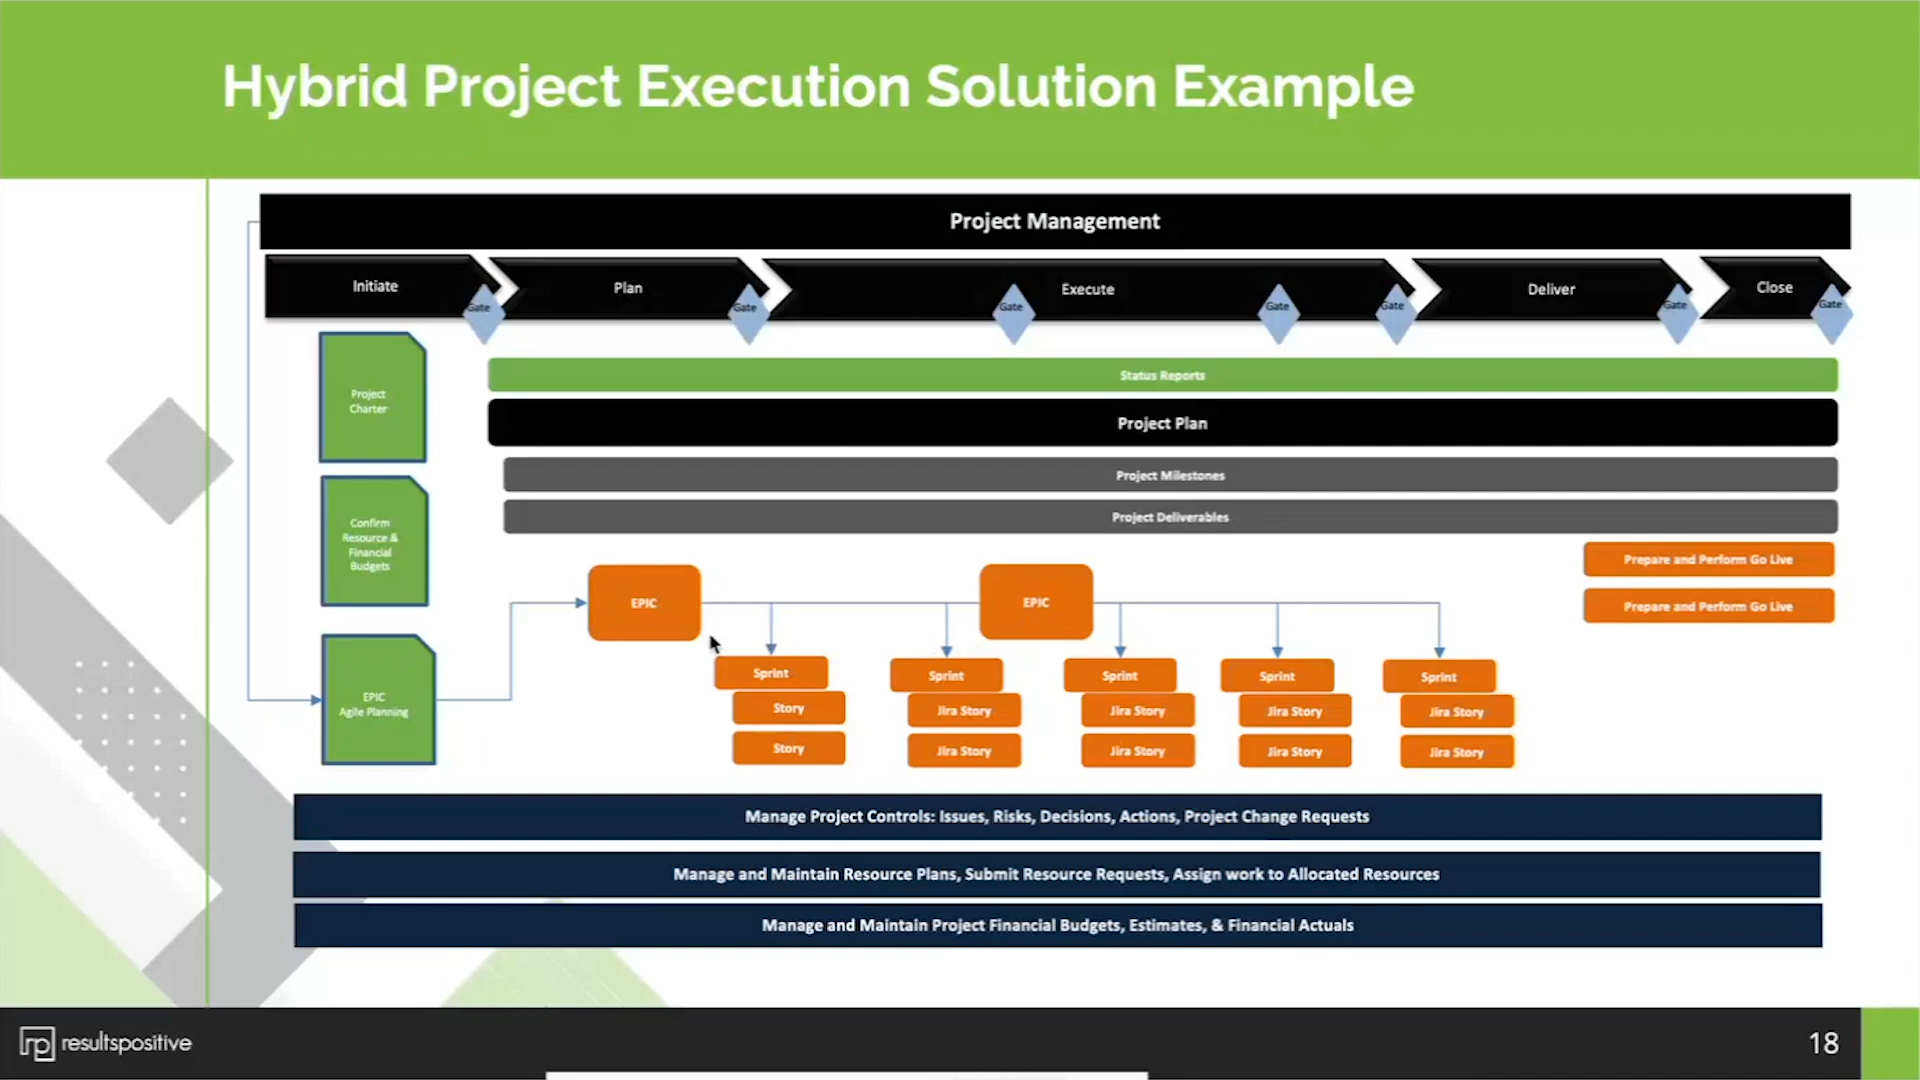 Hybrid Project Execution Solution Example
Project Management
Initiate
Plan
Execute
Deliver
Close
Gate
Gate
Gate
Gate
Gate
Gate
Gate
Project
Charter
Status Reports
Project Plan
Project Milestones
Project Deliverables
Confirm
Resource &
Financial
Budgets
Prepare and Perform Go Live
Prepare and Perform Go Live
EPIC
EPIC
EPIC
Agile Planning
Sprint
Story
Story
Sprint
Jira Story
Jira Story
Sprint
Jira Story
Jira Story
Sprint
Jira Story
Jira Story
Sprint
Jira Story
Jira Story
Manage Project Controls: Issues, Risks, Decisions, Actions, Project Change Requests
Manage and Maintain Resource Plans, Submit Resource Requests, Assign work to Allocated Resources
Manage and Maintain Project Financial Budgets, Estimates, & Financial Actuals
rp resultspositive
18